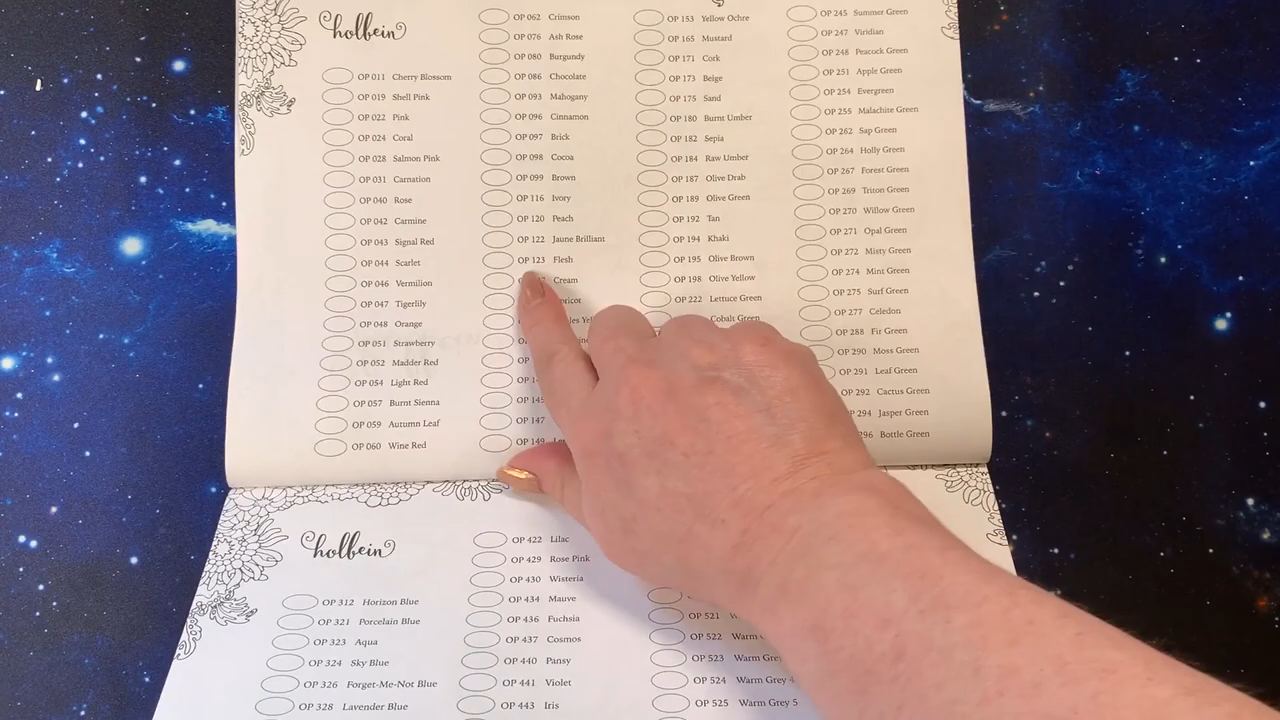 holbein
OP 011 Cherry Blossom
OP 019 Shell Pink
OP 022 Pink
OP 024 Coral
OP 028 Salmon Pink
OP 031 Carnation
OP 040 Rose
OP 042 Carmine
OP 043 Signal Red
OP 044 Scarlet
OP 046 Vermilion
OP 047 Tigerlily
OP 048 Orange
OP 051 Strawberry
OP 052 Madder Red
OP 054 Light Red
OP 057 Burnt Sienna
OP 059 Autumn Leaf
OP 060 Wine Red
OP 062 Crimson
OP 076 Ash Rose
OP 080 Burgundy
OP 086 Chocolate
OP 093 Mahogany
OP 096 Cinnamon
OP 097 Brick
OP 098 Cocoa
OP 099 Brown
OP 116 Ivory
OP 120 Peach
OP 122 Jaune Brilliant
OP 123 Flesh
Cream
OP
OP 145
OP 147
OP 149
OP 153 Yellow Ochre
OP 165 Mustard
OP 171 Cork
OP 173 Beige
OP 175 Sand
OP 180 Burnt Umber
OP 182 Sepia
OP 184 Raw Umber
OP 187 Olive Drab
OP 189 Olive Green
OP 192 Tan
OP 194 Khaki
OP 195 Olive Brown
OP 198 Olive Yellow
OP 222 Lettuce Green
Cobalt Green
OP 245 Summer Green
OP 247 Viridian
OP 248 Peacock Green
OP 251 Apple Green
OP 254 Evergreen
OP 255 Malachite Green
OP 262 Sap Green
OP 264 Holly Green
OP 267 Forest Green
OP 269 Triton Green
OP 270 Willow Green
OP 271 Opal Green
OP 272 Misty Green
OP 274 Mint Green
OP 275 Surf Green
OP 277 Celedon
OP 288 Fir Green
OP 290 Moss Green
OP 291 Leaf Green
OP 292 Cactus Green
294 Jasper Green
296 Bottle Green
holbein
OP 312 Horizon Blue
OP 321 Porcelain Blue
OP 323 Aqua
OP 324 Sky Blue
OP 326 Forget-Me-Not Blue
OP 328 Lavender Blue
OP 422 Lilac
OP 429 Rose Pink
OP 430 Wisteria
OP 434 Mauve
OP 436 Fuchsia
OP 437 Cosmos
OP 440 Pansy
OP 441 Violet
OP 443 Iris
OP 521
OP 522 Warm
OP 523 Warm Grey
OP 524 Warm Grey 4
OP 525 Warm Grey 5